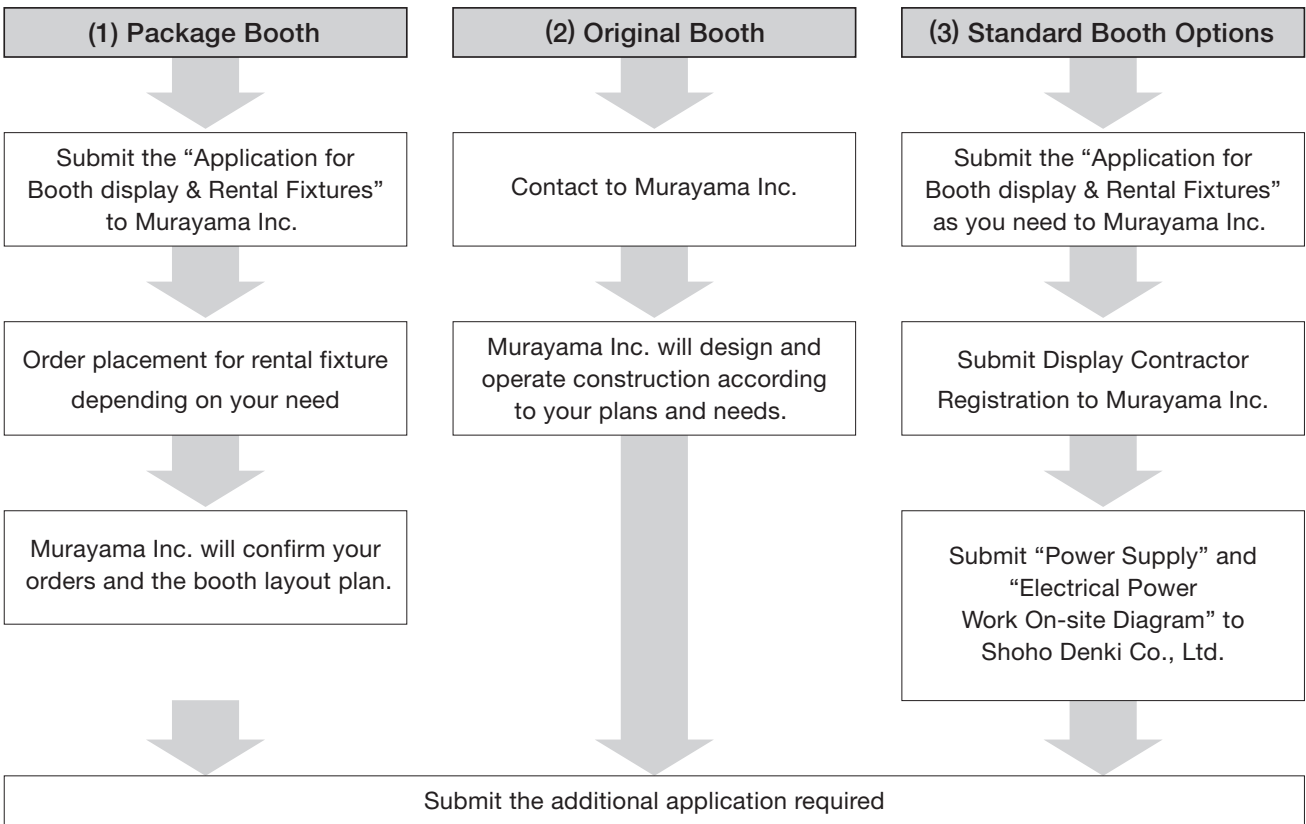 (1) Package Booth
Submit the “Application for
Booth display & Rental Fixtures”
to Murayama Inc.
Order placement for rental fixture
depending on your need
Murayama Inc. will confirm your
orders and the booth layout plan.
(2) Original Booth
Contact to Murayama Inc.
Murayama Inc. will design and
operate construction according
to your plans and needs.
(3) Standard Booth Options
Submit the “Application for
Booth display & Rental Fixtures”
as you need to Murayama Inc.
Submit Display Contractor
Registration to Murayama Inc.
Submit “Power Supply” and
“Electrical Power
Work On-site Diagram” to
Shoho Denki Co., Ltd.
Submit the additional application required